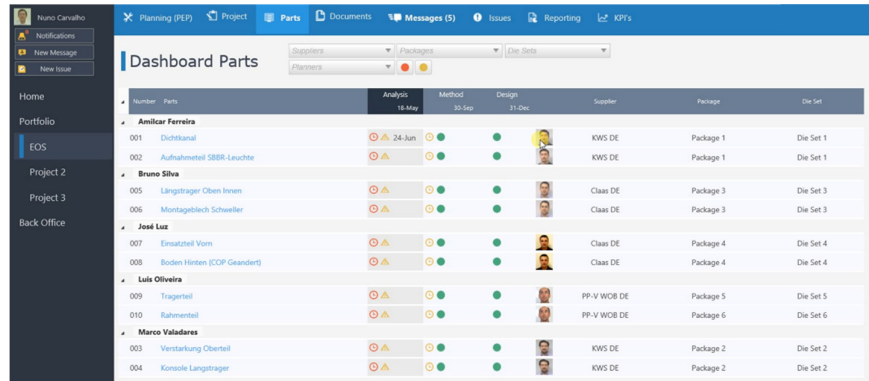 Nuno Carvalho
Notifications
New Message
New Issue
Home
Portfolio
EOS
Project 2
Project 3
Back Office
Planning (PEP) Project Parts Documents Messages (5) Issues Reporting KPI's
Dashboard Parts
Suppliers Packages Die Sets
Planners
Number Parts Analysis Method Design Supplier Package Die Set
18-May 30-Sep 31-Dec
Amilcar Ferreira
001 Dichtkanal 24-Jun KWS DE Package 1 Die Set 1
002 Aufnahmeteil SBBR-Leuchte KWS DE Package 1 Die Set 1
Bruno Silva
005 Längstrager Oben Innen Claas DE Package 3 Die Set 3
006 Montageblech Schweller Claas DE Package 3 Die Set 3
José Luz
007 Einsatzteil Vorn Claas DE Package 4 Die Set 4
008 Boden Hinten (COP Geandert) Claas DE Package 4 Die Set 4
Luis Oliveira
009 Tragerteil PP-V WOB DE Package 5 Die Set 5
010 Rahmenteil PP-V WOB DE Package 6 Die Set 6
Marco Valadares
003 Verstarkung Oberteil KWS DE Package 2 Die Set 2
004 Konsole Langstrager KWS DE Package 2 Die Set 2